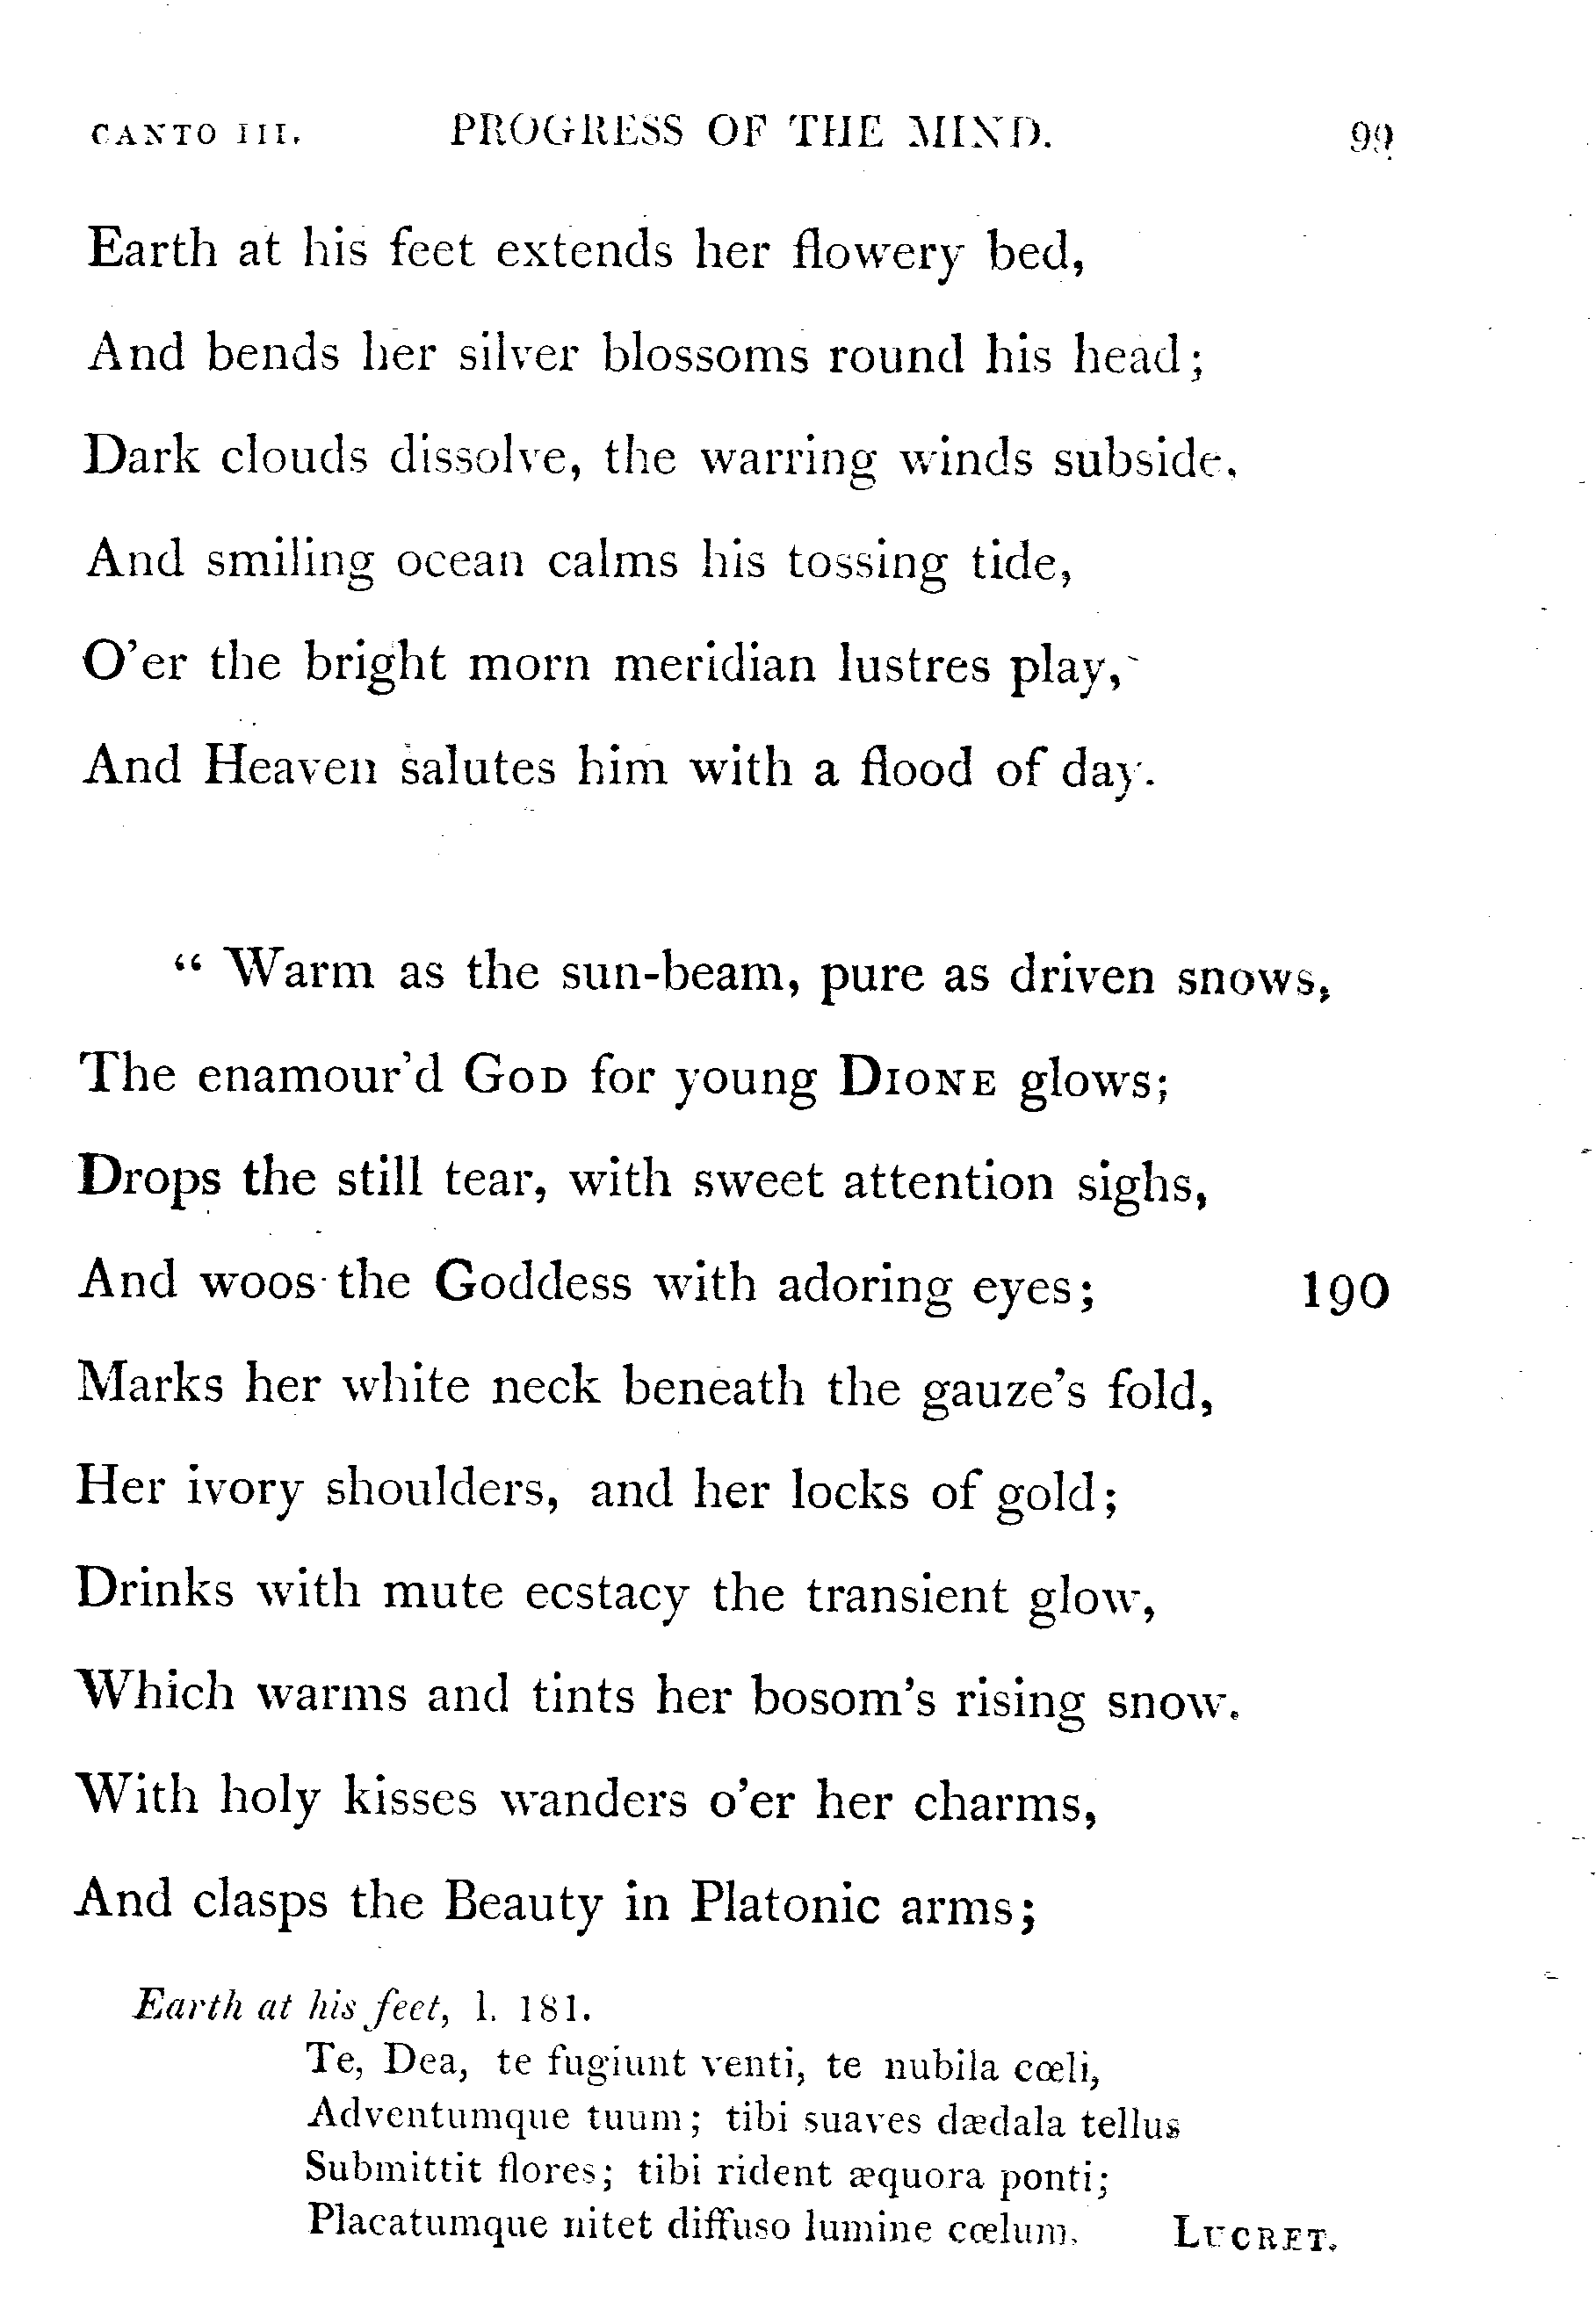 CANTO III. PROGRESS OF THE MIND. 99
Earth at his feet extends her flowery bed,
And bends her silver blossoms round his head;
Dark clouds dissolve, the warring winds subside,
And smiling ocean calms his tossing tide,
O'er the bright morn meridian lustres play,
And Heaven salutes him with a flood of day.
“ Warm as the sun-beam, pure as driven snows,
The enamour'd GOD for young DIONE glows;
Drops the still tear, with sweet attention sighs,
And woos the Goddess with adoring eyes; 190
Marks her white neck beneath the gauze's fold,
Her ivory shoulders, and her locks of gold;
Drinks with mute ecstacy the transient glow,
Which warms and tints her bosom's rising snow.
With holy kisses wanders o'er her charms,
And clasps the Beauty in Platonic arms;
Earth at his feet, l. 181.
Te, Dea, te fugiunt venti, te nubila cœli,
Adventumque tuum; tibi suaves dædala tellus
Submittit flores; tibi rident æquora ponti;
Placatumque nitet diffuso lumine cœlum. LUCRET.